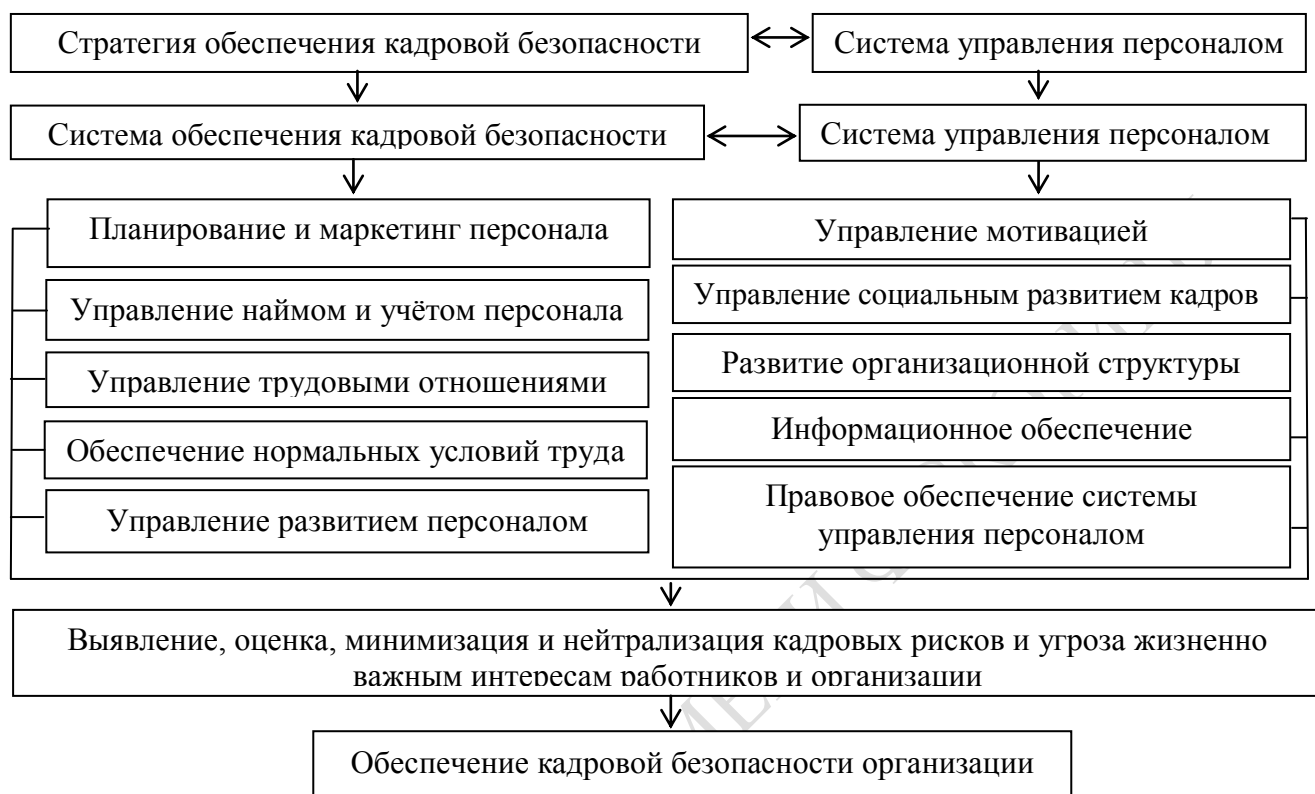 Стратегия обеспечения кадровой безопасности
Система управления персоналом
Система обеспечения кадровой безопасности
Система управления персоналом
Планирование и маркетинг персонала
Управление наймом и учётом персонала
Управление трудовыми отношениями
Обеспечение нормальных условий труда
Управление развитием персоналом
Управление мотивацией
Управление социальным развитием кадров
Развитие организационной структуры
Информационное обеспечение
Правовое обеспечение системы
управления персоналом
Выявление, оценка, минимизация и нейтрализация кадровых рисков и угроза жизненно
важным интересам работников и организации
Обеспечение кадровой безопасности организации